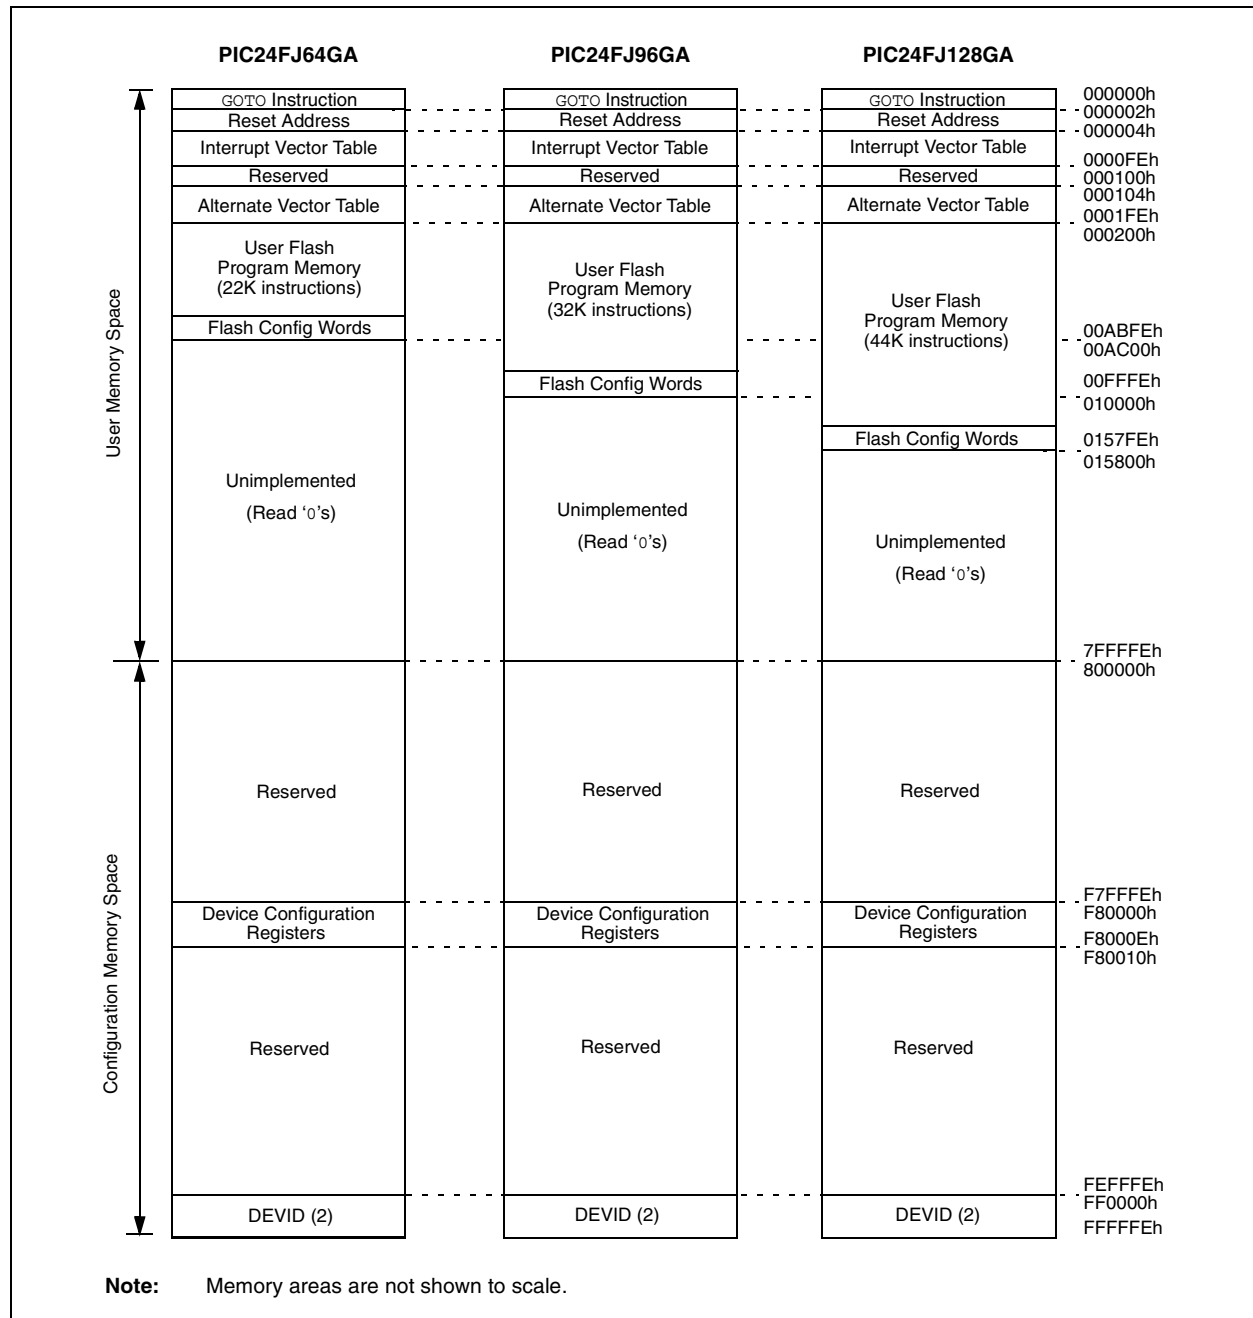 PIC24FJ64GA
GOTO Instruction
Reset Address
Interrupt Vector Table
Reserved
Alternate Vector Table
User Flash
Program Memory
(22K instructions)
Flash Config Words
Unimplemented
(Read ‘0’s)
Reserved
Device Configuration
Registers
Reserved
DEVID (2)
PIC24FJ96GA
GOTO Instruction
Reset Address
Interrupt Vector Table
Reserved
Alternate Vector Table
User Flash
Program Memory
(32K instructions)
Flash Config Words
Unimplemented
(Read ‘0’s)
Reserved
Device Configuration
Registers
Reserved
DEVID (2)
PIC24FJ128GA
GOTO Instruction
Reset Address
Interrupt Vector Table
Reserved
Alternate Vector Table
User Flash
Program Memory
(44K instructions)
Flash Config Words
Unimplemented
(Read ‘0’s)
Reserved
Device Configuration
Registers
Reserved
DEVID (2)
000000h
000002h
000004h
0000FEh
000100h
000104h
0001FEh
000200h
00ABFEh
00AC00h
00FFFEh
010000h
0157FEh
015800h
7FFFFEh
800000h
F7FFFEh
F80000h
F8000Eh
F80010h
FEFFFEh
FF0000h
FFFFFEh
User Memory Space
Configuration Memory Space
Note: Memory areas are not shown to scale.